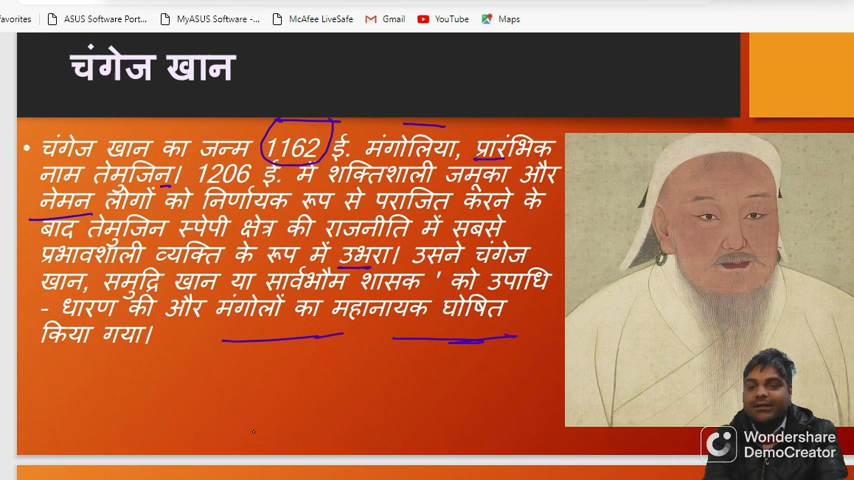 avorites
ASUS Software Port...
MyASUS Software -...
McAfee LiveSafe
Gmail
YouTube
Maps
चंगेज खान
• चंगेज खान का जन्म 1162 ई. मंगोलिया, प्रारंभिक
नाम तेमुजिन। 1206 ई. में शक्तिशाली जमूका और
नेमन लोगों को निर्णायक रूप से पराजित करने के
बाद तेमुजिन स्पेपी क्षेत्र की राजनीति में सबसे
प्रभावशाली व्यक्ति के रूप में उभरा। उसने चंगेज
खान, समुद्रि खान या सार्वभौम शासक ' को उपाधि
- धारण की और मंगोलों का महानायक घोषित
किया गया।
Wondershare
DemoCreator